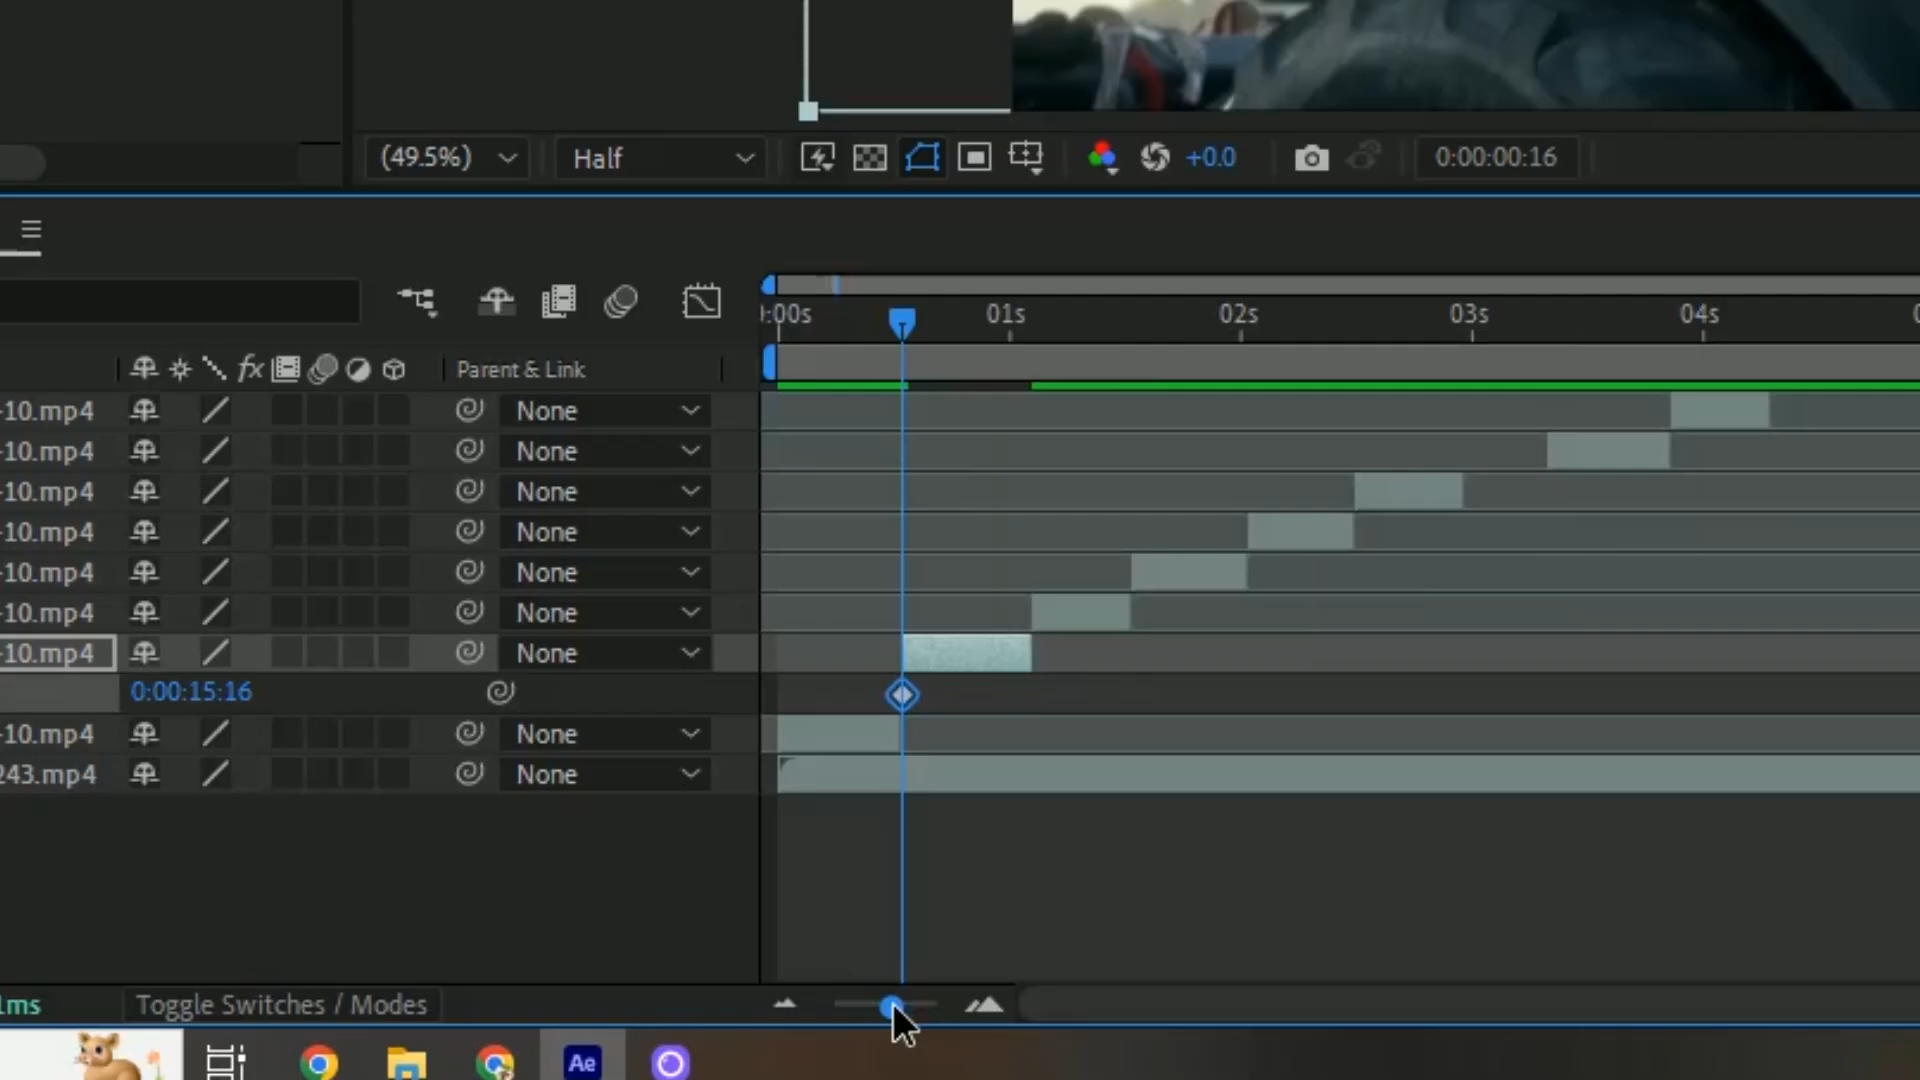 (49.5%) Half +0.0 0:00:00:16
:00s 01s 02s 03s 04s
fx Parent & Link
-10.mp4 None
-10.mp4 None
-10.mp4 None
-10.mp4 None
-10.mp4 None
-10.mp4 None
-10.mp4 None
0:00:15:16
-10.mp4 None
243.mp4 None
1ms Toggle Switches / Modes
Ae